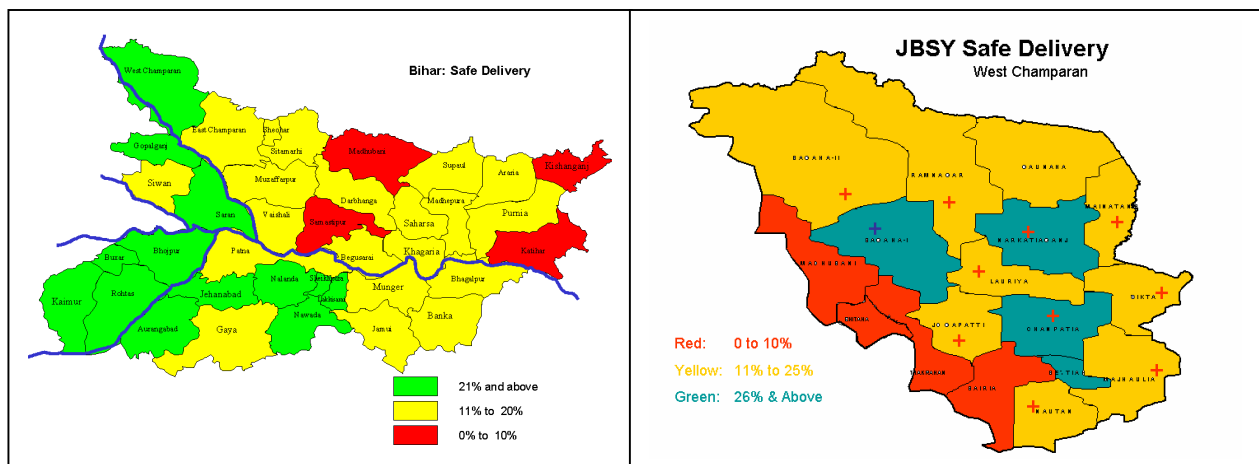 Bihar: Safe Delivery
West Champaran
East Champaran
Sheohar
Sitamarhi
Gopalganj
Madhubani
Kishanganj
Siwan
Muzaffarpur
Supaul
Araria
Darbhanga
Madhepura
Saran
Vaishali
Samastipur
Saharsa
Purnia
Buxar
Bhojpur
Patna
Begusarai
Khagaria
Katihar
Kaimur
Rohtas
Jehanabad
Nalanda
Munger
Bhagalpur
Aurangabad
Gaya
Nawada
Jamui
Banka
21% and above
11% to 20%
0% to 10%
JBSY Safe Delivery
West Champaran
BAGAHA-II
RAMNAGAR
GAUNAHA
MAINATANR
BAGAHA-I
NARKATIAGANJ
MADHUBANI
LAURIYA
SIKTA
JOGAPATTI
CHANPATIA
BAIRIA
BETTIAH
MAJHAULIA
NAUTAN
Red: 0 to 10%
Yellow: 11% to 25%
Green: 26% & Above